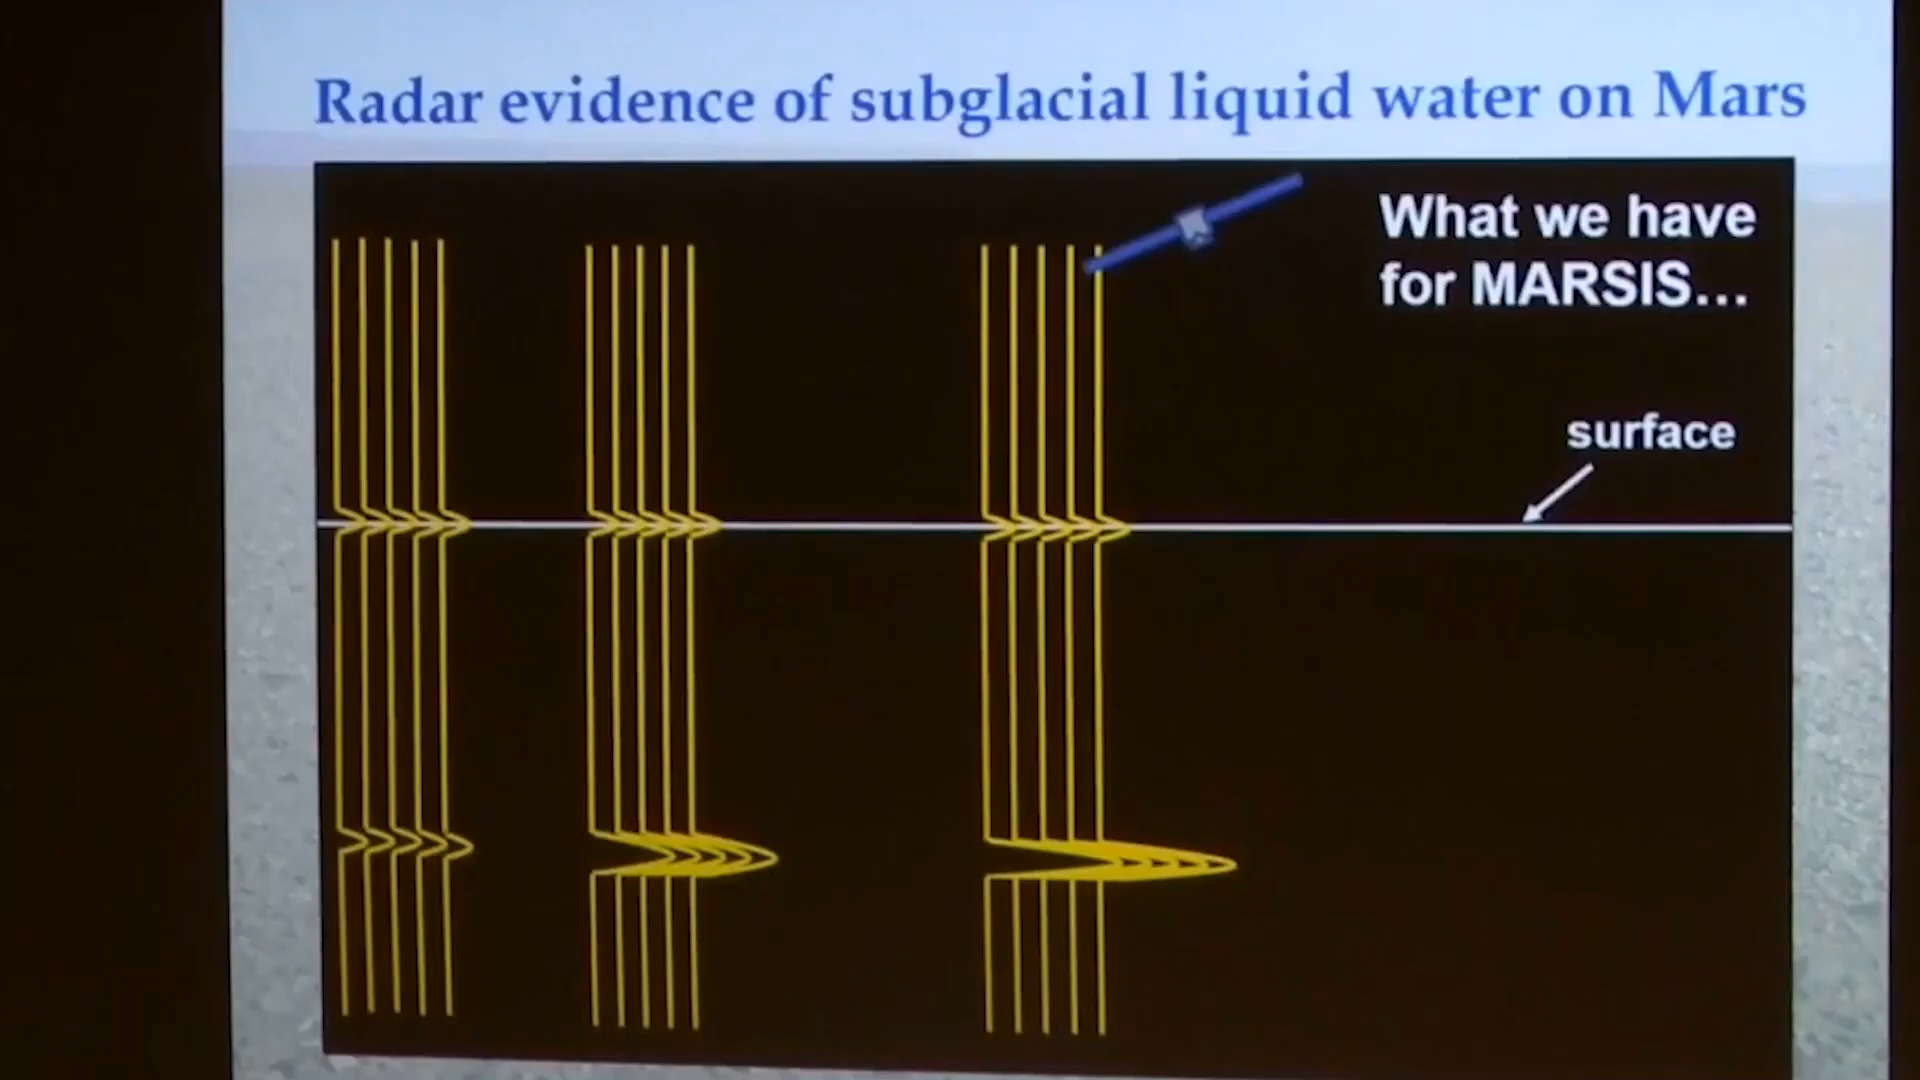 Radar evidence of subglacial liquid water on Mars
What we have
for MARSIS…
surface